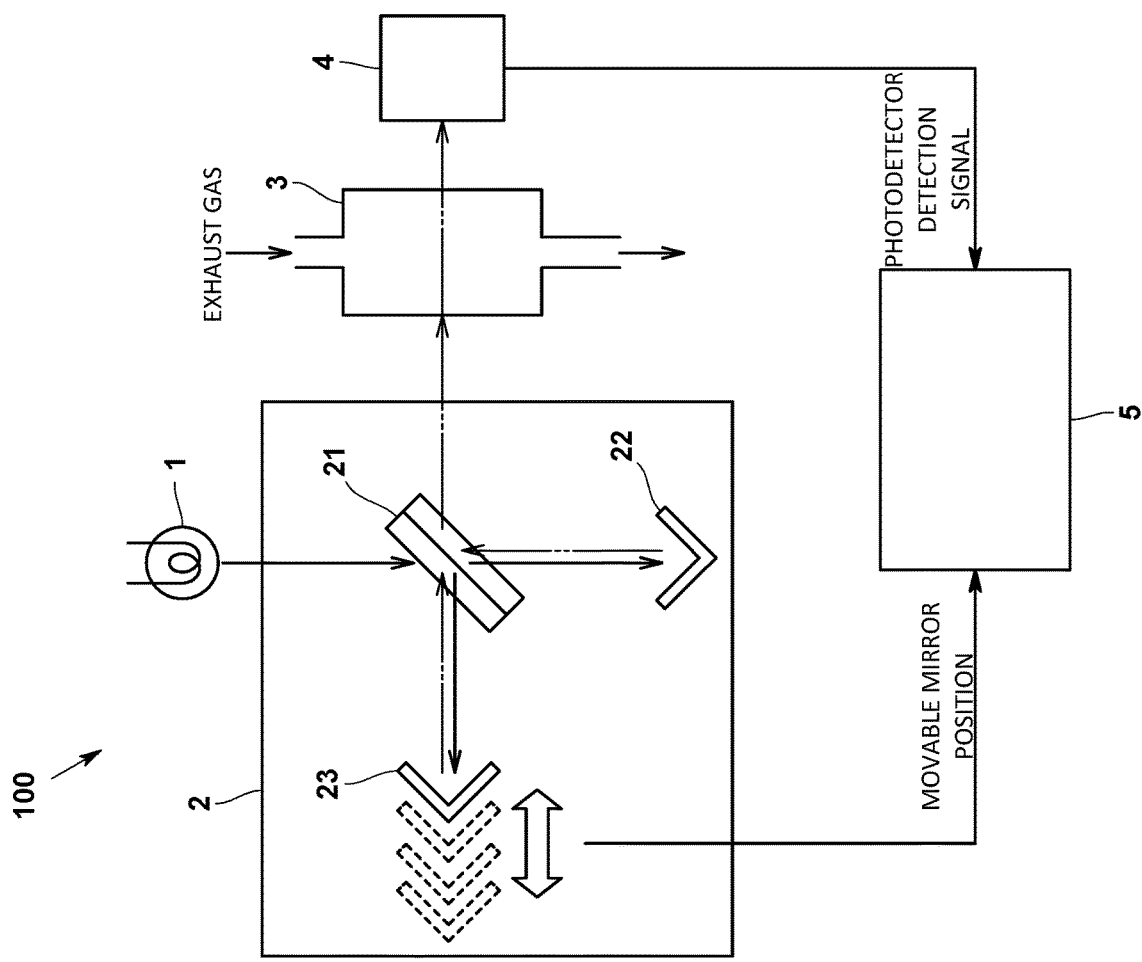 100
1
2
21
22
23
EXHAUST GAS
3
4
PHOTODETECTOR
DETECTION
SIGNAL
MOVABLE MIRROR
POSITION
5